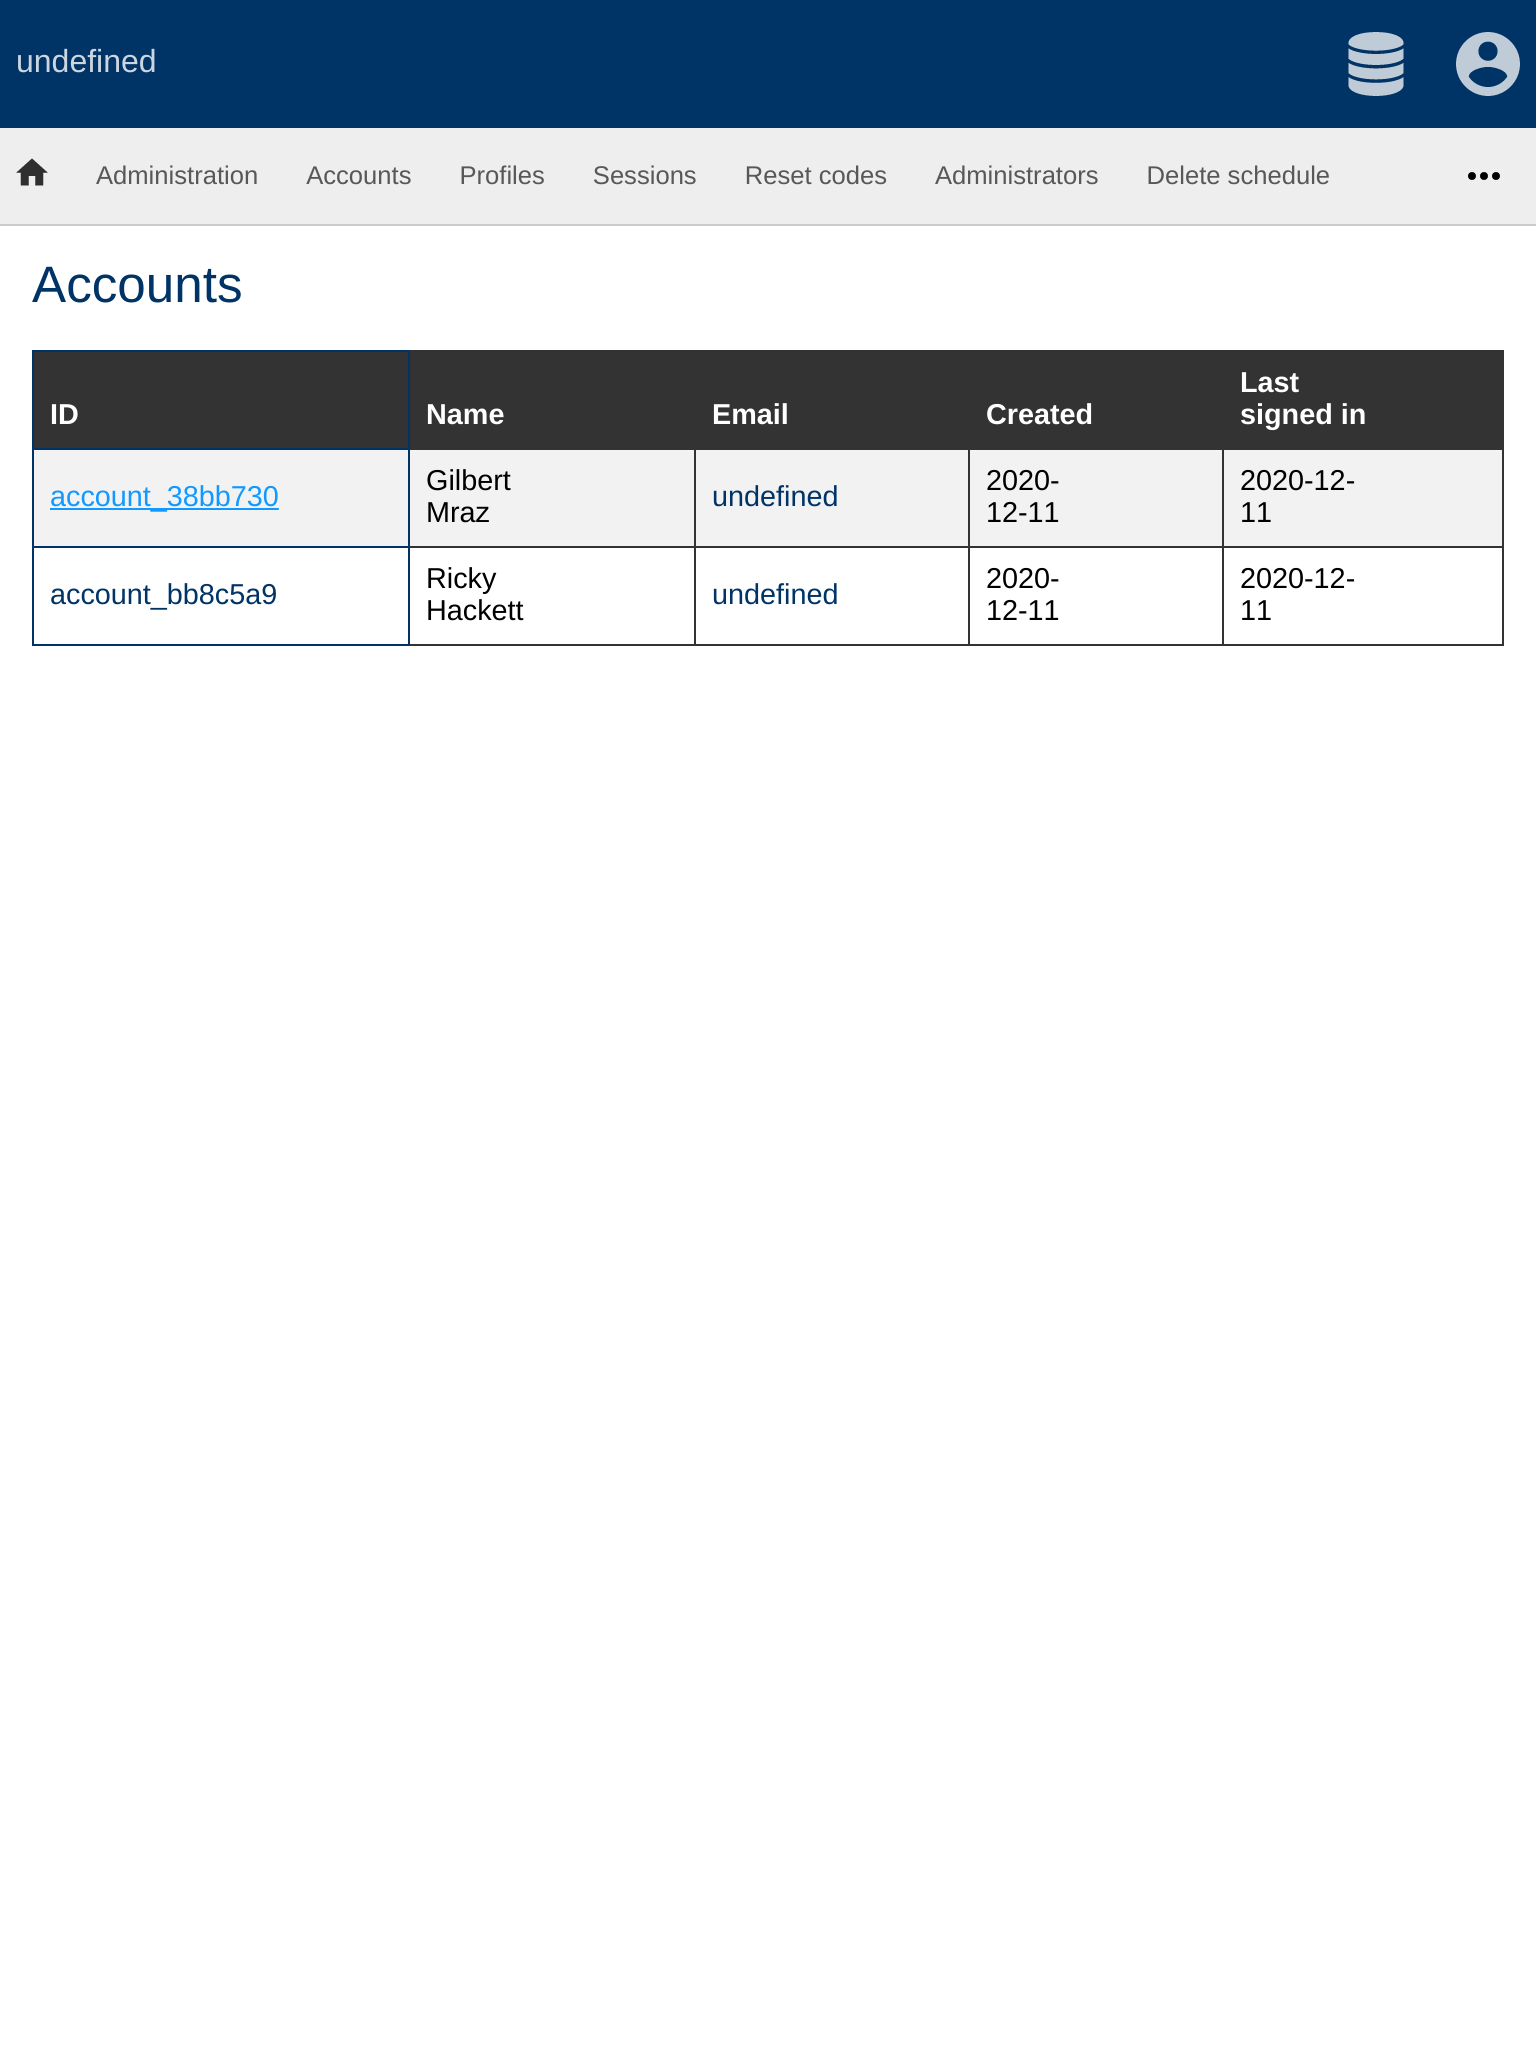 undefined
Administration Accounts Profiles Sessions Reset codes Administrators Delete schedule
Accounts
ID Name Email Created Last signed in
account_38bb730 Gilbert Mraz undefined 2020-12-11 2020-12-11
account_bb8c5a9 Ricky Hackett undefined 2020-12-11 2020-12-11